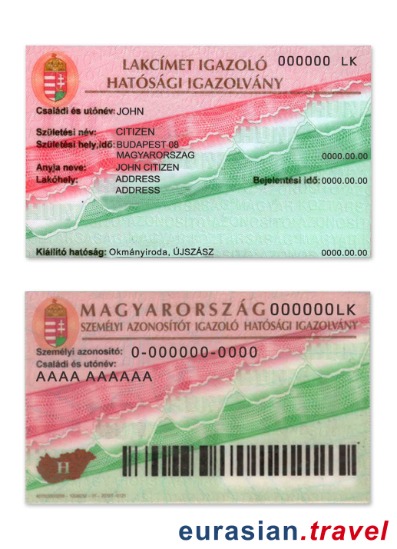 LAKCÍMET IGAZOLÓ 000000 LK
HATÓSÁGI IGAZOLVÁNY
Családi és utónév: JOHN
Születési név: CITIZEN
Születési hely, idő: BUDAPEST 08
MAGYARORSZAG 0000.00.00
Anyja neve: JOHN CITIZEN
Lakóhely: ADDRESS Bejelentési idő: 0000.00.00
ADDRESS
Kiállító hatóság: Okmányiroda, ÚJSZÁSZ 0000.00.00
MAGYARORSZÁG 000000LK
SZEMÉLYI AZONOSÍTÓT IGAZOLÓ HATÓSÁGI IGAZOLVÁNY
Személyi azonosító: 0-000000-0000
Családi és utónév:
AAAA AAAAAA
H
eurasian.travel